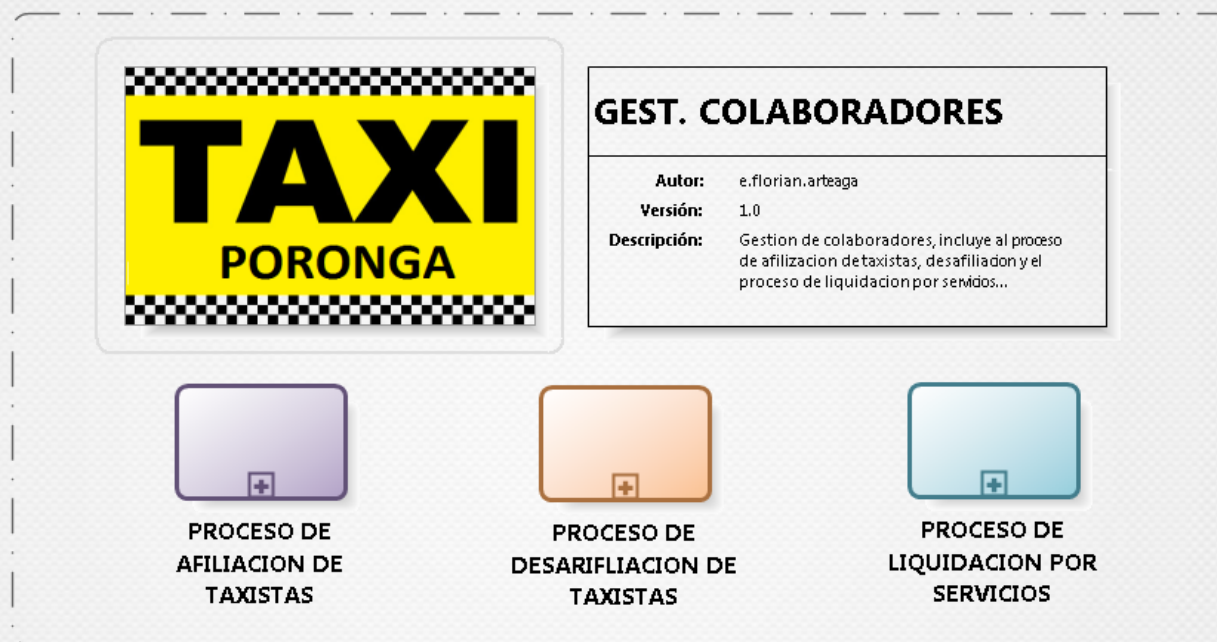 TAXI
PORONGA
GEST. COLABORADORES
Autor: e.florian.arteaga
Versión: 1.0
Descripción: Gestion de colaboradores, incluye al proceso
de afilizacion de taxistas, desafiliacion y el
proceso de liquidacion por servicios...
PROCESO DE
AFILIACION DE
TAXISTAS
PROCESO DE
DESARIFLIACION DE
TAXISTAS
PROCESO DE
LIQUIDACION POR
SERVICIOS